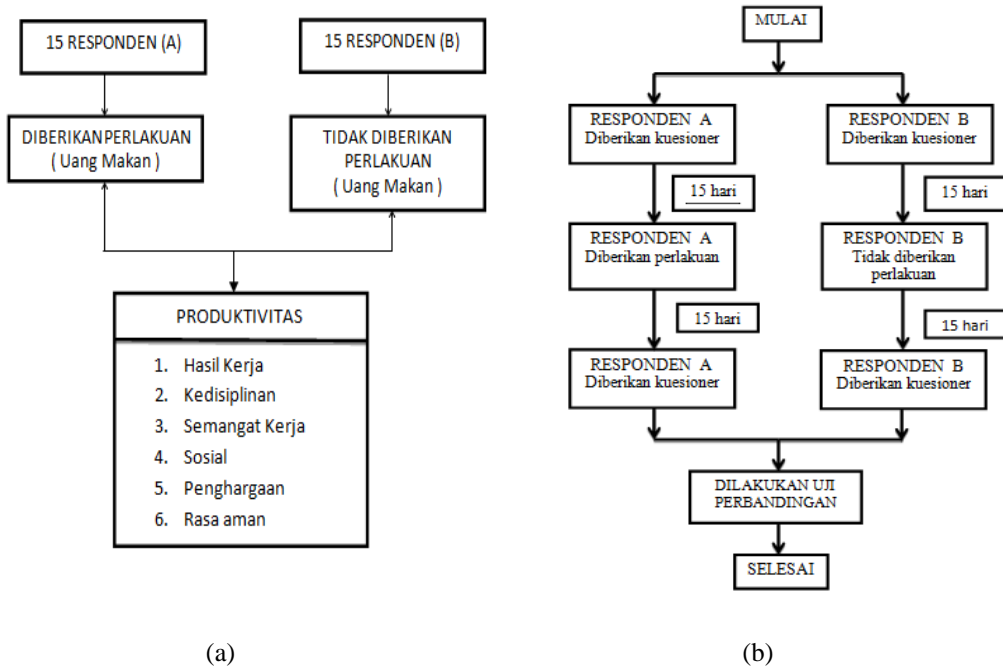 15 RESPONDEN (A)
15 RESPONDEN (B)
DIBERIKAN PERLAKUAN
( Uang Makan )
TIDAK DIBERIKAN
PERLAKUAN
( Uang Makan )
PRODUKTIVITAS
1. Hasil Kerja
2. Kedisiplinan
3. Semangat Kerja
4. Sosial
5. Penghargaan
6. Rasa aman
(a)
MULAI
RESPONDEN A
Diberikan kuesioner
RESPONDEN B
Diberikan kuesioner
15 hari
15 hari
RESPONDEN A
Diberikan perlakuan
RESPONDEN B
Tidak diberikan
perlakuan
15 hari
15 hari
RESPONDEN A
Diberikan kuesioner
RESPONDEN B
Diberikan kuesioner
DILAKUKAN UJI
PERBANDINGAN
SELESAI
(b)